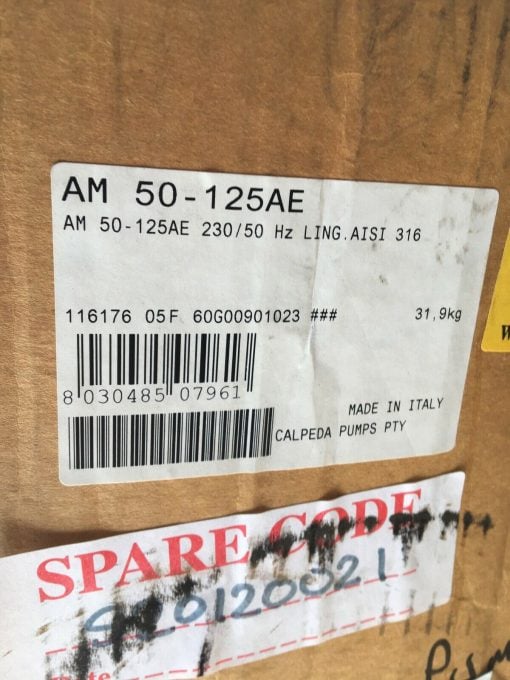 AM 50-125AE
AM 50-125AE 230/50 Hz LING.AISI 316
116176 05F 60G00901023 ### 31,9kg
8 030485 07961
MADE IN ITALY
CALPEDA PUMPS PTY
SPARE CODE
W